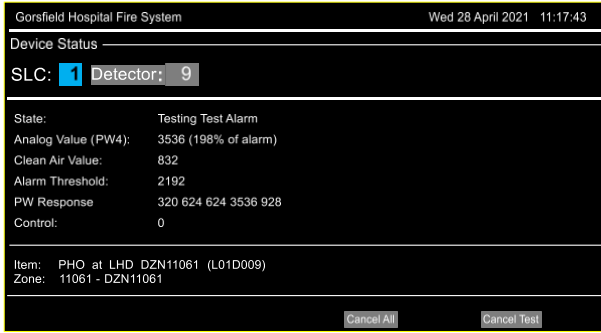 Gorsfield Hospital Fire System Wed 28 April 2021 11:17:43
Device Status
SLC: 1 Detector: 9
State: Testing Test Alarm
Analog Value (PW4): 3536 (198% of alarm)
Clean Air Value: 832
Alarm Threshold: 2192
PW Response 320 624 624 3536 928
Control: 0
Item: PHO at LHD DZN11061 (L01D009)
Zone: 11061 - DZN11061
Cancel All Cancel Test